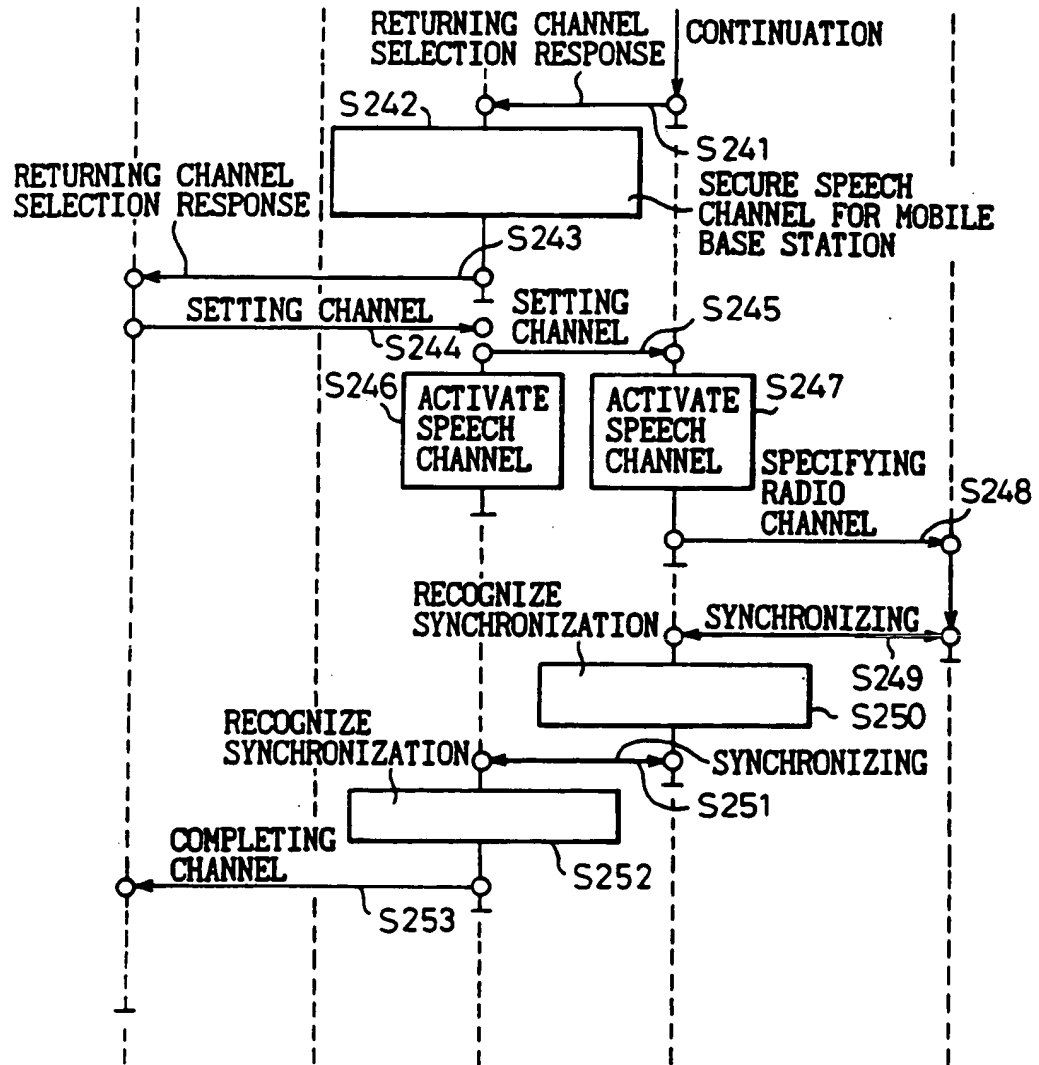 RETURNING CHANNEL
SELECTION RESPONSE
CONTINUATION
S242
S241
RETURNING CHANNEL
SELECTION RESPONSE
SECURE SPEECH
CHANNEL FOR MOBILE
BASE STATION
S243
SETTING CHANNEL
S244
SETTING
CHANNEL
S245
S246
ACTIVATE
SPEECH
CHANNEL
ACTIVATE
SPEECH
CHANNEL
S247
SPECIFYING
RADIO
CHANNEL
S248
RECOGNIZE
SYNCHRONIZATION
SYNCHRONIZING
S249
S250
RECOGNIZE
SYNCHRONIZATION
SYNCHRONIZING
S251
COMPLETING
CHANNEL
S252
S253